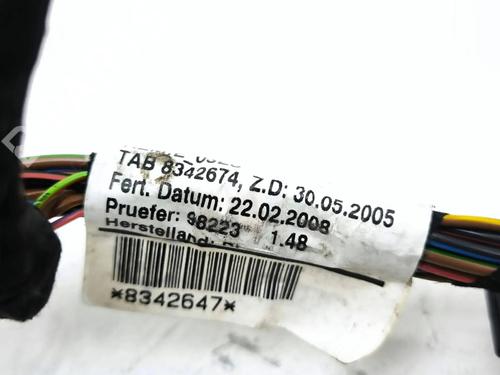 TAB 8342674, Z.D: 30.05.2005
Fert. Datum: 22.02.2008
Pruefer: 98223 1.48
Herstelland:
*8342647*